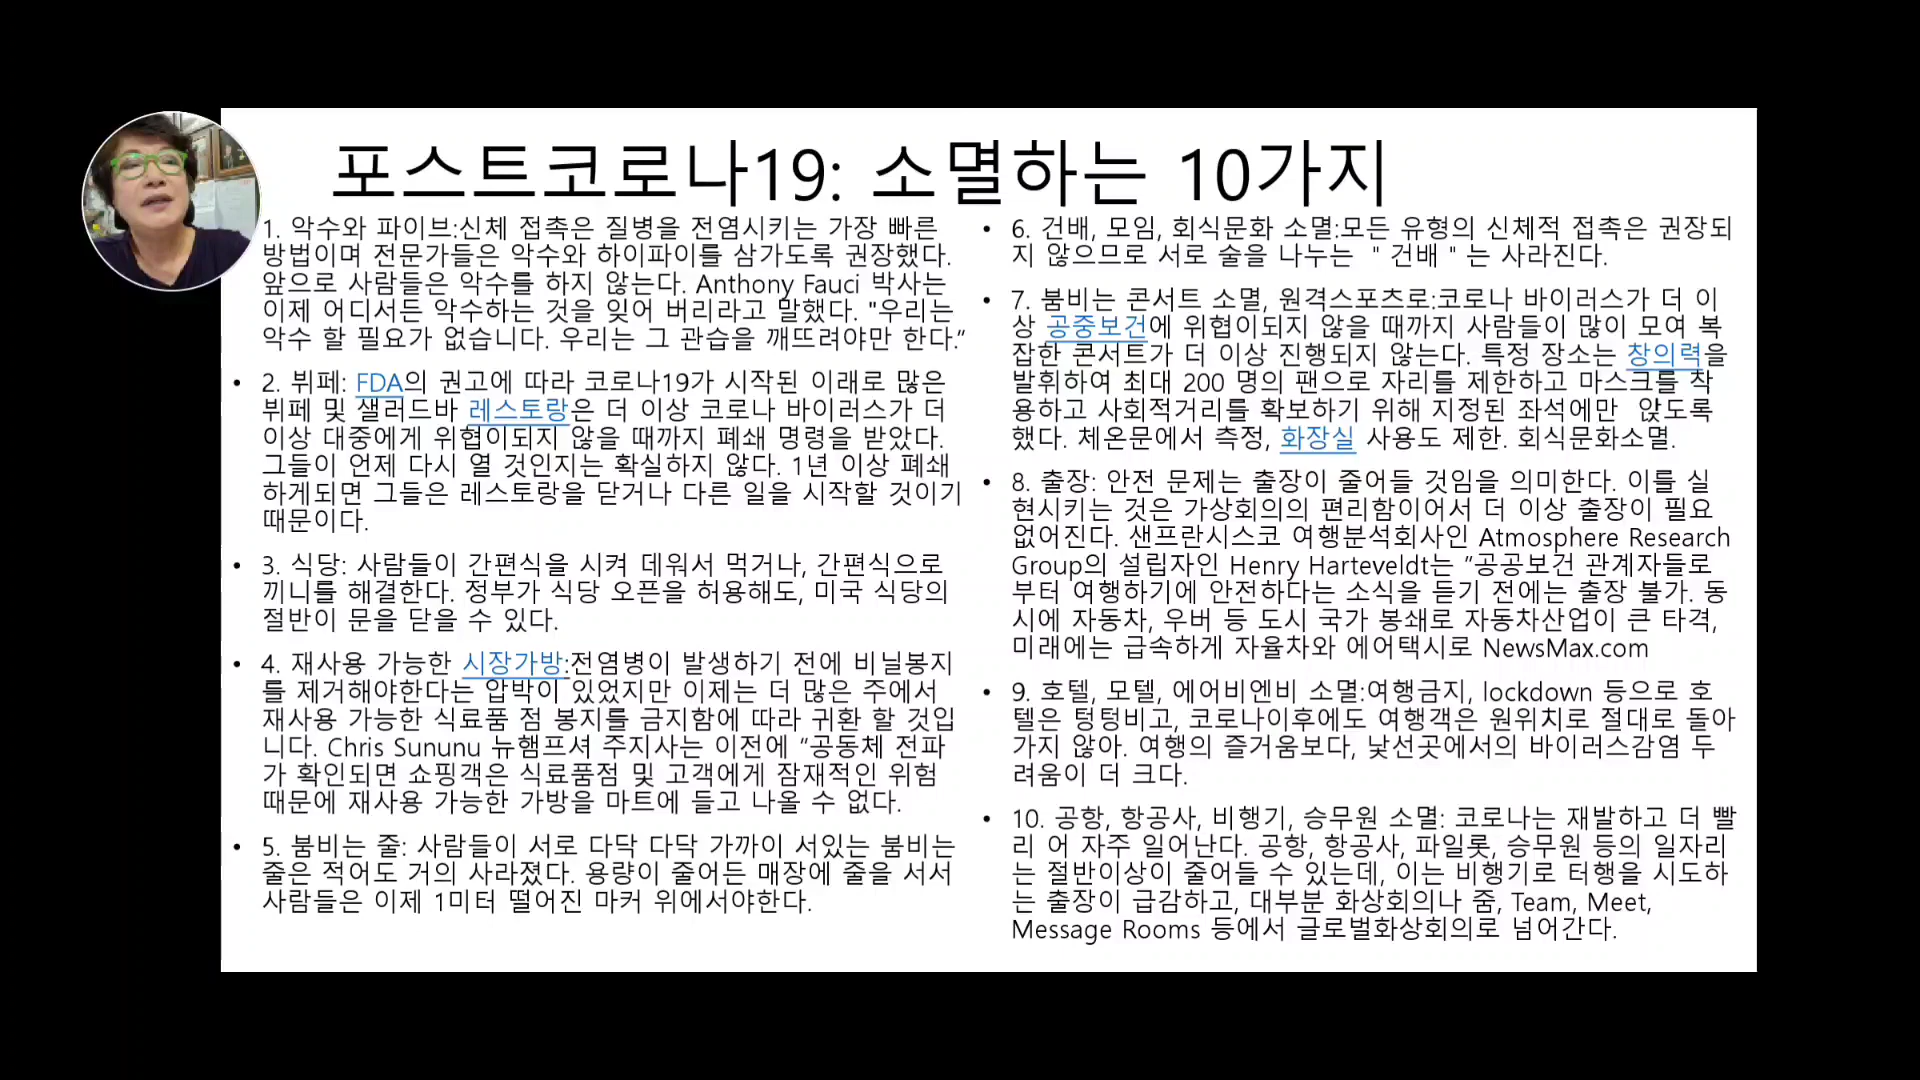 포스트코로나19: 소멸하는 10가지
1. 악수와 파이브:신체 접촉은 질병을 전염시키는 가장 빠른
방법이며 전문가들은 악수와 하이파이를 삼가도록 권장했다.
앞으로 사람들은 악수를 하지 않는다. Anthony Fauci 박사는
이제 어디서든 악수하는 것을 잊어 버리라고 말했다. "우리는
악수 할 필요가 없습니다. 우리는 그 관습을 깨뜨려야만 한다."
• 2. 뷔페: FDA의 권고에 따라 코로나19가 시작된 이래로 많은
뷔페 및 샐러드바 레스토랑은 더 이상 코로나 바이러스가 더
이상 대중에게 위협이되지 않을 때까지 폐쇄 명령을 받았다.
그들이 언제 다시 열 것인지는 확실하지 않다. 1년 이상 폐쇄
하게되면 그들은 레스토랑을 닫거나 다른 일을 시작할 것이기
때문이다.
• 3. 식당: 사람들이 간편식을 시켜 데워서 먹거나, 간편식으로
끼니를 해결한다. 정부가 식당 오픈을 허용해도, 미국 식당의
절반이 문을 닫을 수 있다.
• 4. 재사용 가능한 시장가방:전염병이 발생하기 전에 비닐봉지
를 제거해야한다는 압박이 있었지만 이제는 더 많은 주에서
재사용 가능한 식료품 점 봉지를 금지함에 따라 귀환 할 것입
니다. Chris Sununu 뉴햄프셔 주지사는 이전에 "공동체 전파
가 확인되면 쇼핑객은 식료품점 및 고객에게 잠재적인 위험
때문에 재사용 가능한 가방을 마트에 들고 나올 수 없다.
• 5. 붐비는 줄: 사람들이 서로 다닥 다닥 가까이 서있는 붐비는
줄은 적어도 거의 사라졌다. 용량이 줄어든 매장에 줄을 서서
사람들은 이제 1미터 떨어진 마커 위에서야한다.
• 6. 건배, 모임, 회식문화 소멸:모든 유형의 신체적 접촉은 권장되
지 않으므로 서로 술을 나누는 " 건배 " 는 사라진다.
• 7. 붐비는 콘서트 소멸, 원격스포츠로:코로나 바이러스가 더 이
상 공중보건에 위협이되지 않을 때까지 사람들이 많이 모여 복
잡한 콘서트가 더 이상 진행되지 않는다. 특정 장소는 창의력을
발휘하여 최대 200 명의 팬으로 자리를 제한하고 마스크를 착
용하고 사회적거리를 확보하기 위해 지정된 좌석에만 앉도록
했다. 체온문에서 측정, 화장실 사용도 제한. 회식문화소멸.
• 8. 출장: 안전 문제는 출장이 줄어들 것임을 의미한다. 이를 실
현시키는 것은 가상회의의 편리함이어서 더 이상 출장이 필요
없어진다. 샌프란시스코 여행분석회사인 Atmosphere Research
Group의 설립자인 Henry Harteveldt는 "공공보건 관계자들로
부터 여행하기에 안전하다는 소식을 듣기 전에는 출장 불가. 동
시에 자동차, 우버 등 도시 국가 봉쇄로 자동차산업이 큰 타격,
미래에는 급속하게 자율차와 에어택시로 NewsMax.com
• 9. 호텔, 모텔, 에어비엔비 소멸:여행금지, lockdown 등으로 호
텔은 텅텅비고, 코로나이후에도 여행객은 원위치로 절대로 돌아
가지 않아. 여행의 즐거움보다, 낯선곳에서의 바이러스감염 두
려움이 더 크다.
• 10. 공항, 항공사, 비행기, 승무원 소멸: 코로나는 재발하고 더 빨
리 어 자주 일어난다. 공항, 항공사, 파일롯, 승무원 등의 일자리
는 절반이상이 줄어들 수 있는데, 이는 비행기로 터행을 시도하
는 출장이 급감하고, 대부분 화상회의나 줌, Team, Meet,
Message Rooms 등에서 글로벌화상회의로 넘어간다.